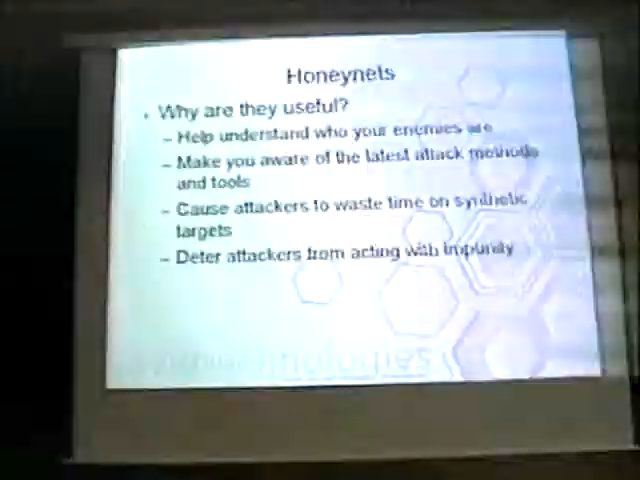 Honeynets
• Why are they useful?
– Help understand who your enemies are
– Make you aware of the latest attack methods
and tools
– Cause attackers to waste time on synthetic
targets
– Deter attackers from acting with impunity